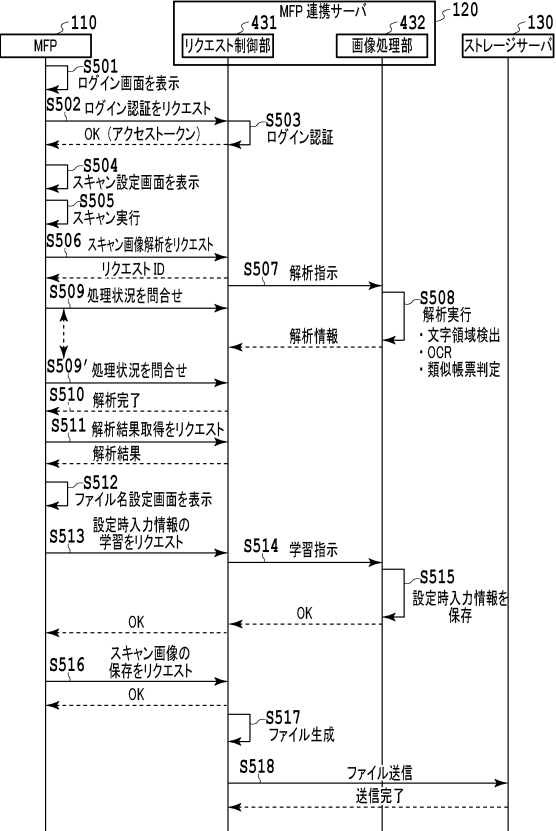 MFP 連携サーバ
120
110
431
432
130
MFP
リクエスト制御部
画像処理部
ストレージサーバ
S501
ログイン画面を表示
S502
ログイン認証をリクエスト
S503
ログイン認証
OK（アクセストークン）
S504
スキャン設定画面を表示
S505
スキャン実行
S506
スキャン画像解析をリクエスト
リクエスト ID
S507
解析指示
S508
解析実行
・文字領域検出
・OCR
・類似帳票判定
S509
処理状況を問合せ
解析情報
S509'
処理状況を問合せ
S510
解析完了
S511
解析結果取得をリクエスト
解析結果
S512
ファイル名設定画面を表示
S513
設定時入力情報の
学習をリクエスト
S514
学習指示
S515
設定時入力情報を
保存
OK
OK
S516
スキャン画像の
保存をリクエスト
OK
S517
ファイル生成
S518
ファイル送信
送信完了